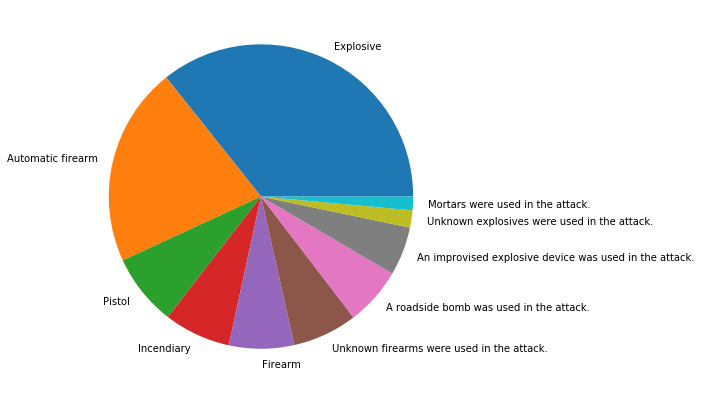 Explosive
Automatic firearm
Mortars were used in the attack.
Unknown explosives were used in the attack.
An improvised explosive device was used in the attack.
Pistol
A roadside bomb was used in the attack.
Incendiary
Unknown firearms were used in the attack.
Firearm